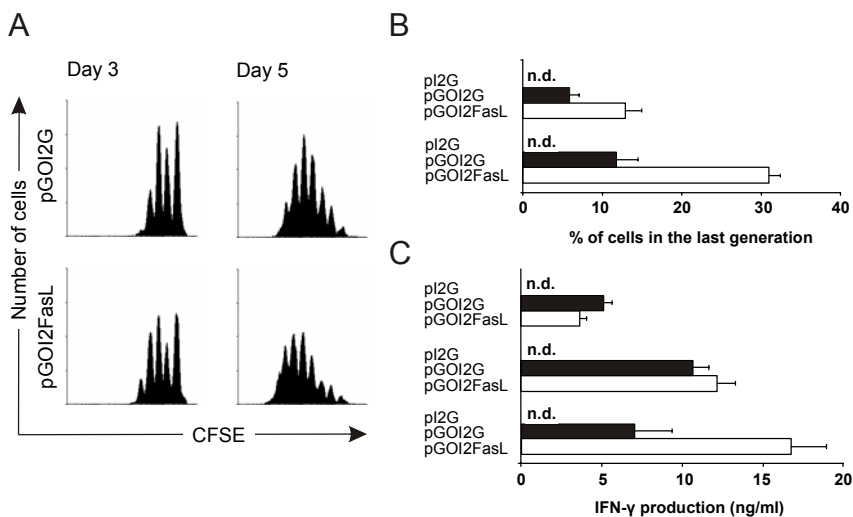 A
Day 3
Day 5
Number of cells
pGOI2G
pGOI2FasL
CFSE
B
pI2G
n.d.
pGOI2G
pGOI2FasL
pI2G
n.d.
pGOI2G
pGOI2FasL
0 10 20 30 40
% of cells in the last generation
C
pI2G
n.d.
pGOI2G
pGOI2FasL
pI2G
n.d.
pGOI2G
pGOI2FasL
pI2G
n.d.
pGOI2G
pGOI2FasL
0 5 10 15 20
IFN-γ production (ng/ml)